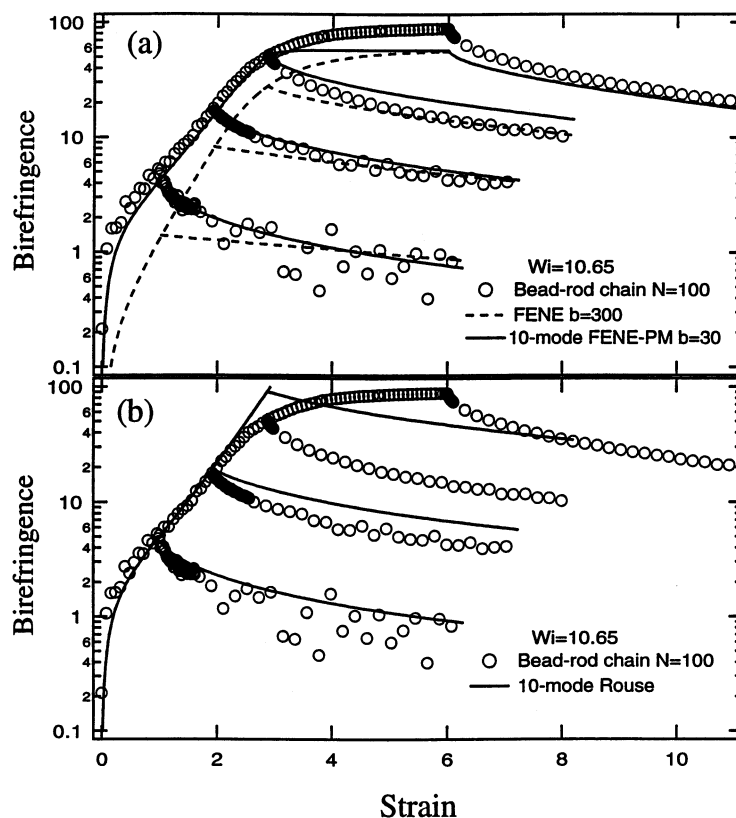 (a)
Birefringence
100
6
4
2
10
6
4
2
1
6
4
2
0.1
Wi=10.65
Bead-rod chain N=100
FENE b=300
10-mode FENE-PM b=30
(b)
Birefringence
100
6
4
2
10
6
4
2
1
6
4
2
0.1
Wi=10.65
Bead-rod chain N=100
10-mode Rouse
0 2 4 6 8 10
Strain